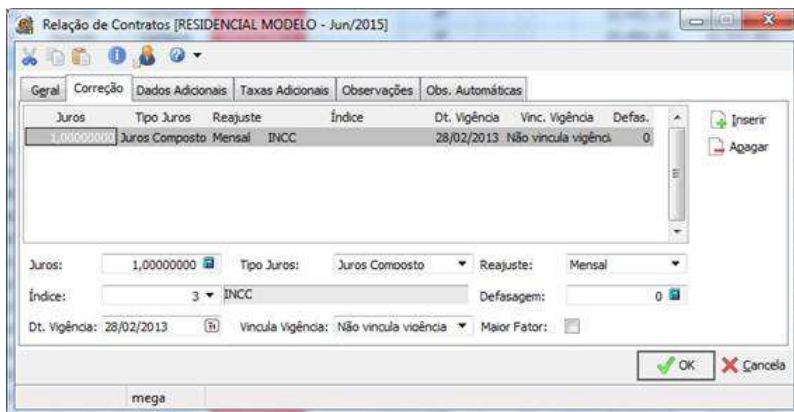 Relação de Contratos [RESIDENCIAL MODELO - Jun/2015]
Geral Correção Dados Adicionais Taxas Adicionais Observações Obs. Automáticas
Juros Tipo Juros Reajuste Índice Dt. Vigência Vinc. Vigência Defas.
1,00000000 Juros Composto Mensal INCC 28/02/2013 Não vincula vigênci 0
Inserir
Apagar
Juros: 1,00000000 Tipo Juros: Juros Composto Reajuste: Mensal
Índice: 3 INCC Defasagem: 0
Dt. Vigência: 28/02/2013 Vincula Vigência: Não vincula vigência Maior Fator:
OK Cancela
mega